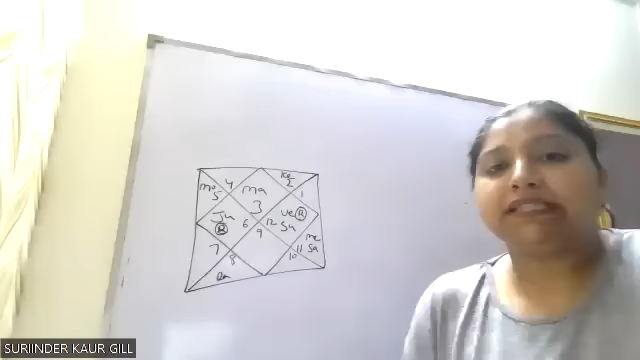 Ke
mo 4 ma 2 1
5
3
Ju 6 12 Ve R
R 9 Su
me
7 8 11 Sa
10
Ra
SURIINDER KAUR GILL